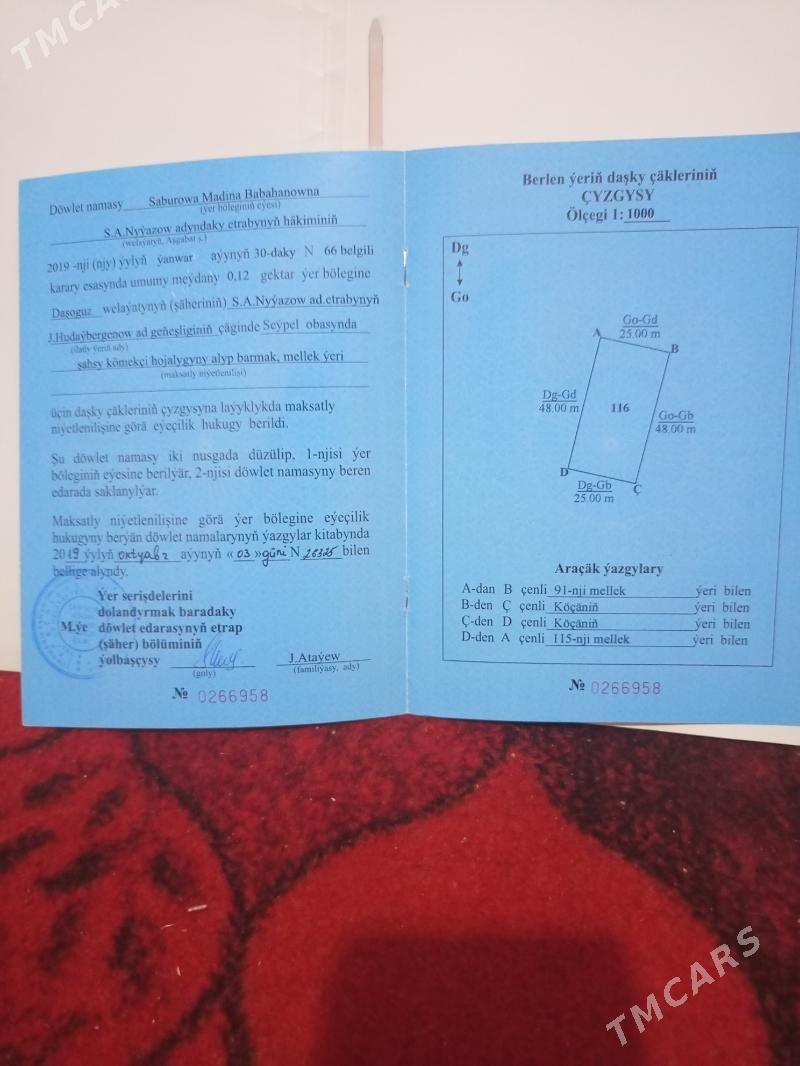 TMCARS
Döwlet namasy Saburowa Madina Babahanowna
(ýer böleginiň eýesi)
S.A.Nyýazow adyndaky etrabynyň häkiminiň
(welaýatyň, Aşgabat ş.)
2019 -nji (njy) ýylyň ýanwar aýynyň 30-daky N 66 belgili
karary esasynda umumy meýdany 0,12 gektar ýer bölegine
Daşoguz welaýatynyň (şäheriniň) S.A.Nyýazow ad.etrabynyň
J.Hudaýbergenow ad geňeşliginiň çäginde Seýpel obasynda
(ilatly ýeriň ady)
şahsy kömekçi hojalygyny alyp barmak, mellek ýeri
(maksatly niýetlenilişi)
üçin daşky çäkleriniň çyzgysyna laýyklykda maksatly
niýetlenilişine görä eýeçilik hukugy berildi.
Şu döwlet namasy iki nusgada düzülip, 1-njisi ýer
böleginiň eýesine berilýär, 2-njisi döwlet namasyny beren
edarada saklanylýar.
Maksatly niýetlenilişine görä ýer bölegine eýeçilik
hukugyny berýän döwlet namalarynyň ýazgylar kitabynda
2019 ýylyň oktýabr aýynyň « 03 » güni N 26325 bilen
bellige alyndy.
Ýer serişdelerini
dolandyrmak baradaky
M.ýe döwlet edarasynyň etrap
(şäher) bölüminiň
ýolbaşçysy J.Ataýew
(goly) (familiýasy, ady)
№ 0266958
Berlen ýeriň daşky çäkleriniň
ÇYZGYSY
Ölçegi 1: 1000
Dg
Go
Go-Gd
25.00 m
A
B
Dg-Gd
48.00 m
116
Go-Gb
48.00 m
D
Ç
Dg-Gb
25.00 m
Araçäk ýazgylary
A-dan B çenli 91-nji mellek ýeri bilen
B-den Ç çenli Köçäniň ýeri bilen
Ç-den D çenli Köçäniň ýeri bilen
D-den A çenli 115-nji mellek ýeri bilen
№ 0266958
TMCARS